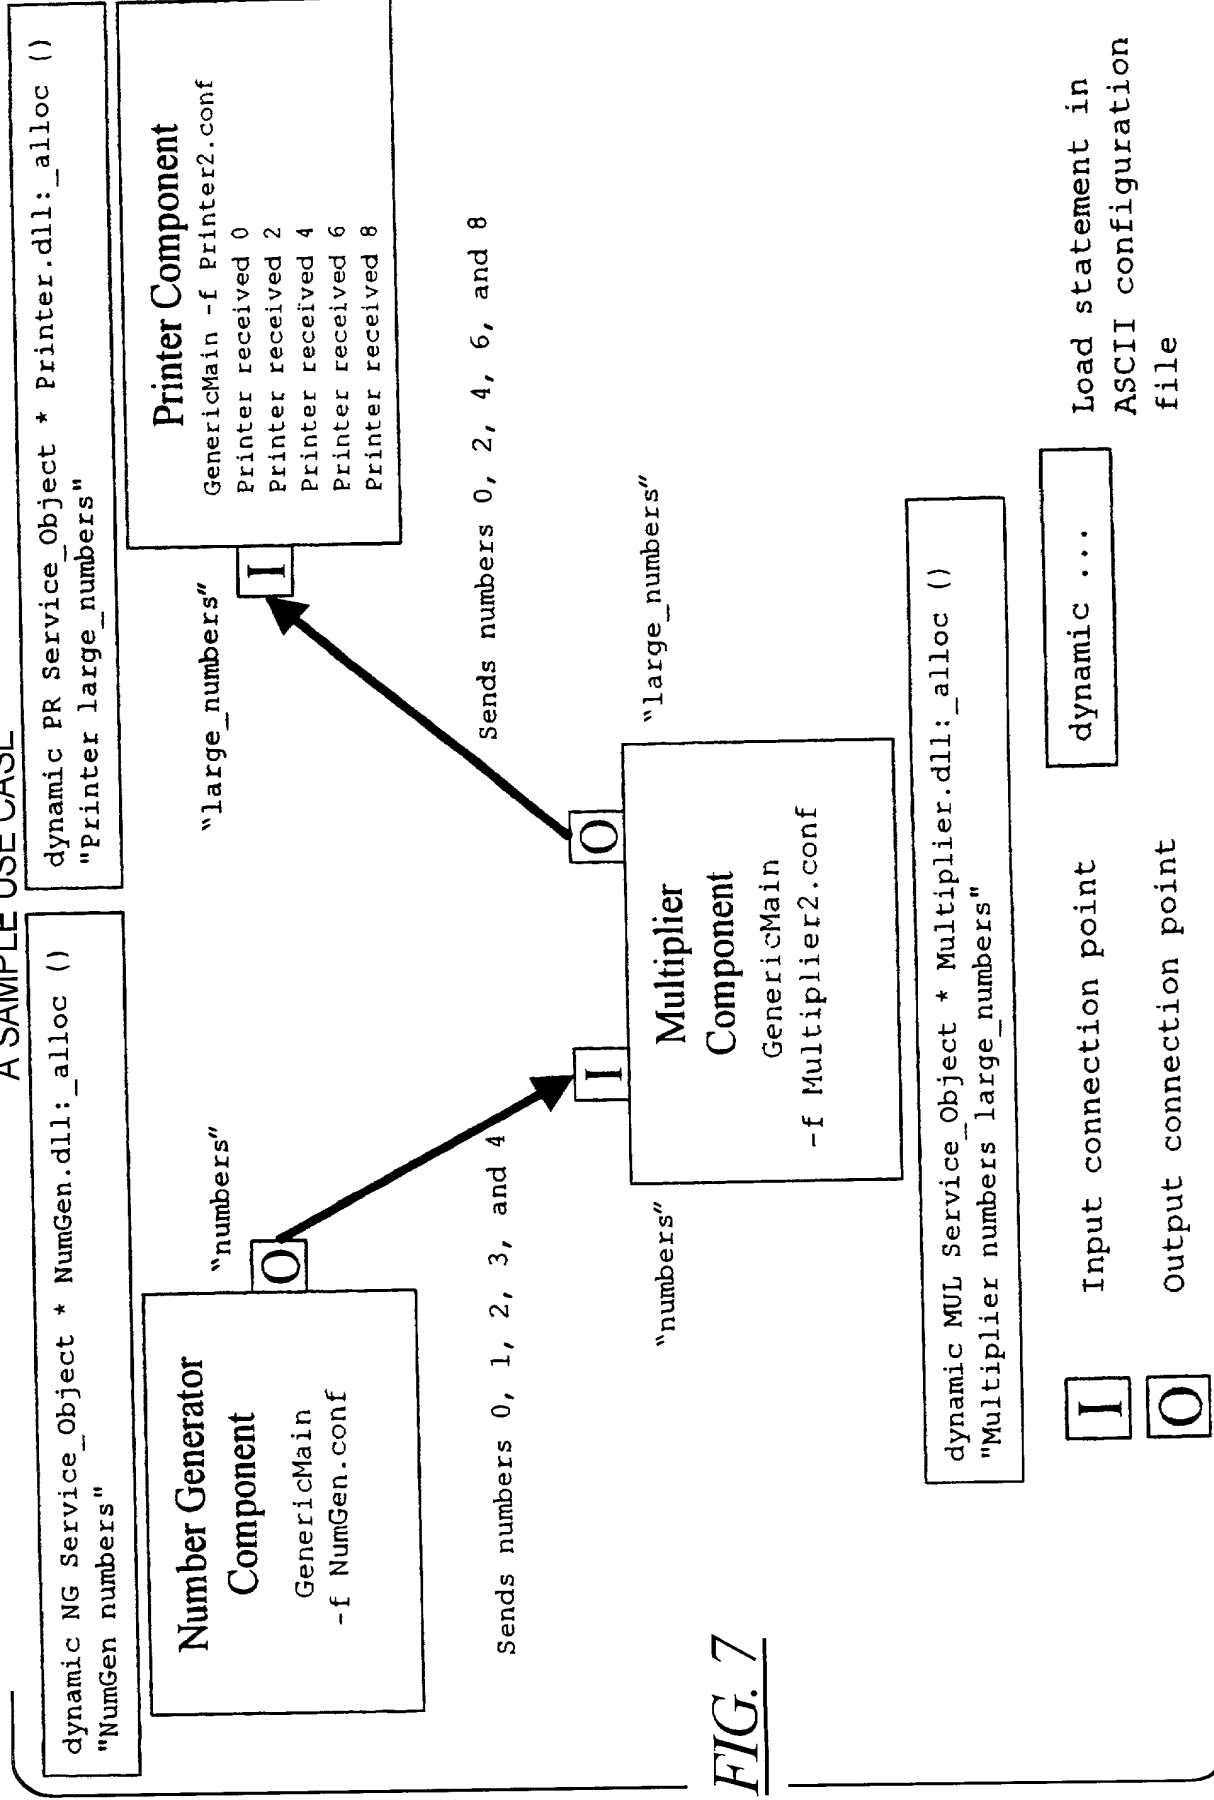 A SAMPLE USE CASE
dynamic NG Service_Object * NumGen.dll:_alloc ()
"NumGen numbers"
dynamic PR Service_Object * Printer.dll:_alloc ()
"Printer large_numbers"
Number Generator
Component
GenericMain
-f NumGen.conf
O
"numbers"
"large_numbers"
I
Printer Component
GenericMain -f Printer2.conf
Printer received 0
Printer received 2
Printer received 4
Printer received 6
Printer received 8
Sends numbers 0, 1, 2, 3, and 4
Sends numbers 0, 2, 4, 6, and 8
"numbers"
I
O
"large_numbers"
Multiplier
Component
GenericMain
-f Multiplier2.conf
dynamic MUL Service_Object * Multiplier.dll:_alloc ()
"Multiplier numbers large_numbers"
I
Input connection point
O
Output connection point
dynamic ...
Load statement in
ASCII configuration
file
FIG. 7